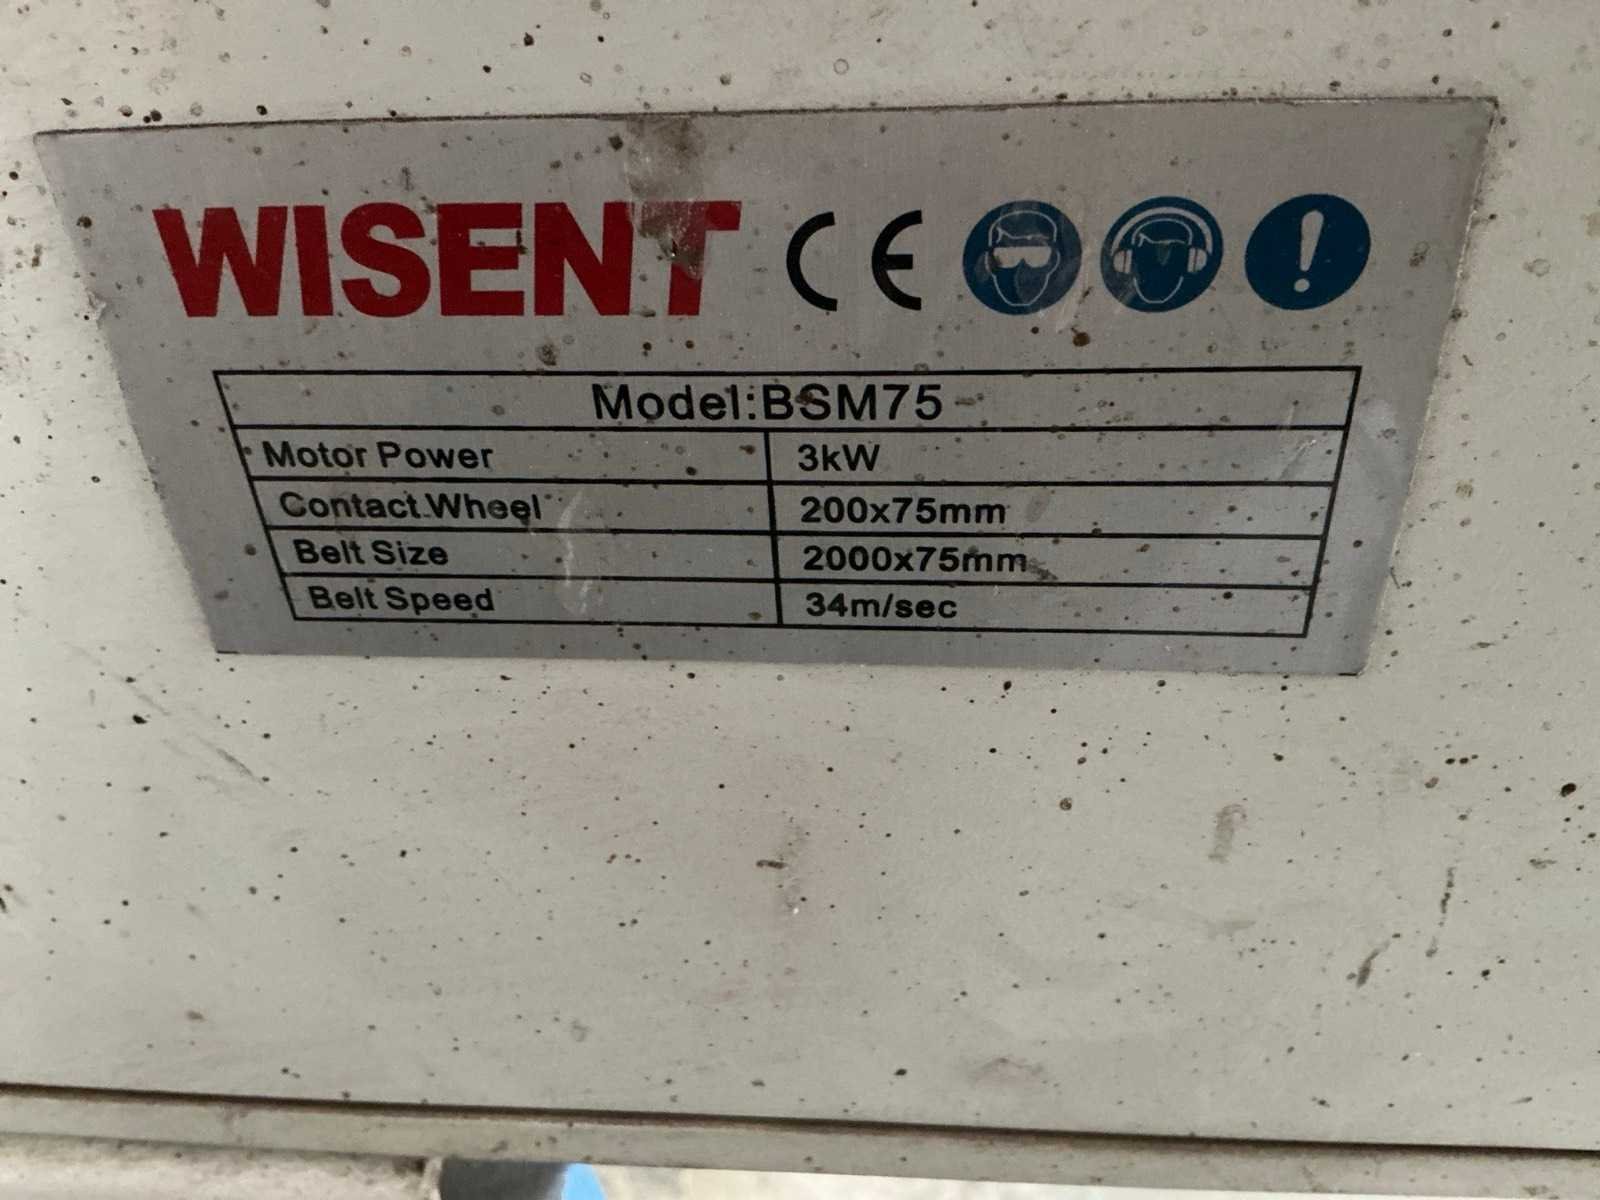 WISENT CE
Model:BSM75
Motor Power 3kW
Contact Wheel 200x75mm
Belt Size 2000x75mm
Belt Speed 34m/sec